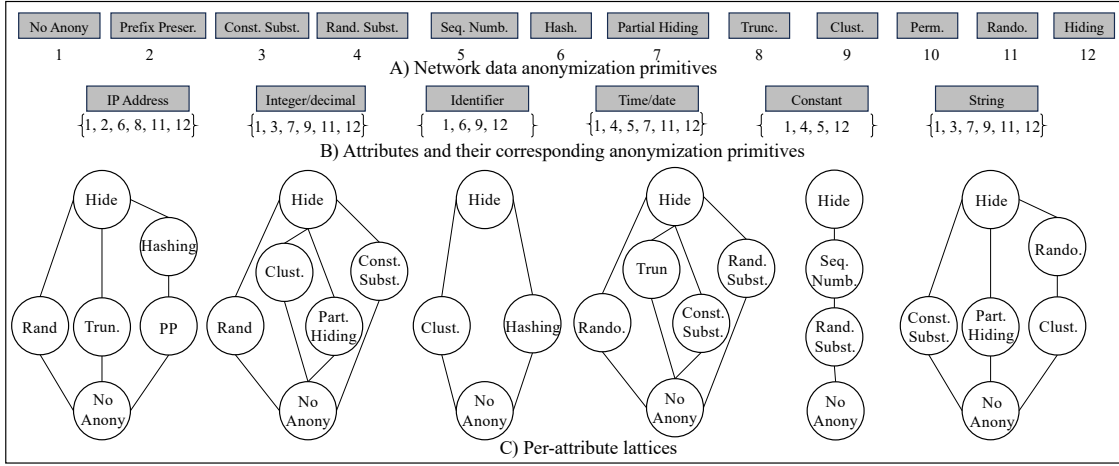 No Anony Prefix Preser. Const. Subst. Rand. Subst. Seq. Numb. Hash. Partial Hiding Trunc. Clust. Perm. Rando. Hiding
1 2 3 4 5 6 7 8 9 10 11 12
A) Network data anonymization primitives
IP Address Integer/decimal Identifier Time/date Constant String
{1, 2, 6, 8, 11, 12} {1, 3, 7, 9, 11, 12} { 1, 6, 9, 12 } {1, 4, 5, 7, 11, 12} { 1, 4, 5, 12 } {1, 3, 7, 9, 11, 12}
B) Attributes and their corresponding anonymization primitives
Hide
Hashing
Rand
Trun.
PP
No
Anony
Hide
Clust.
Const.
Subst.
Rand
Part.
Hiding
No
Anony
Hide
Clust.
Hashing
No
Anony
Hide
Trun
Rand.
Subst.
Rando.
Const.
Subst.
No
Anony
Hide
Seq.
Numb.
Rand.
Subst.
No
Anony
Hide
Rando.
Const.
Subst.
Part.
Hiding
Clust.
No
Anony
C) Per-attribute lattices